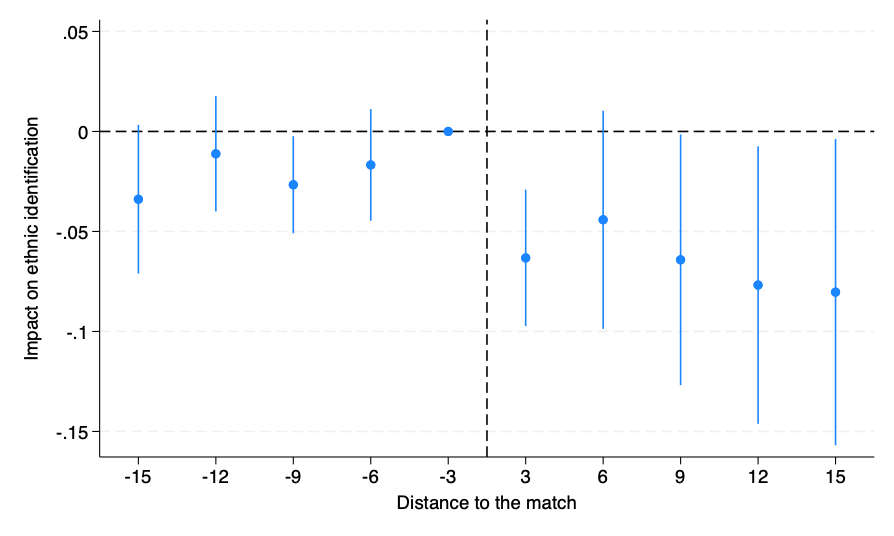 .05
0
-.05
-.1
-.15
Impact on ethnic identification
-15 -12 -9 -6 -3 3 6 9 12 15
Distance to the match